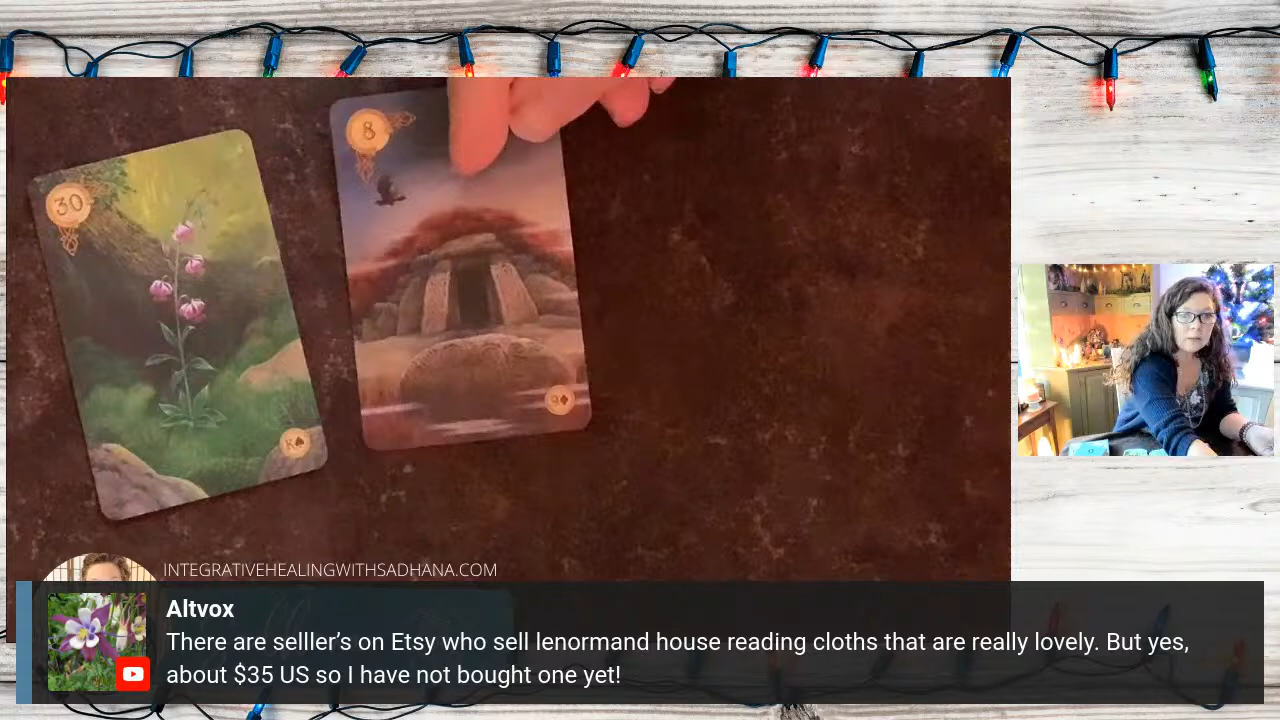 30
8
K♠
9♦
INTEGRATIVEHEALINGWITHSADHANA.COM
Altvox
There are selller’s on Etsy who sell lenormand house reading cloths that are really lovely. But yes,
about $35 US so I have not bought one yet!